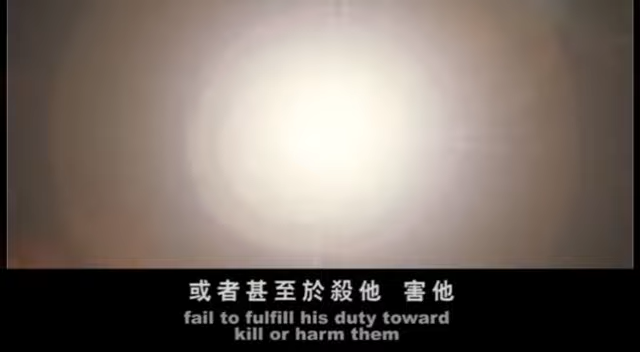 或者甚至於殺他 害他
fail to fulfill his duty toward
kill or harm them